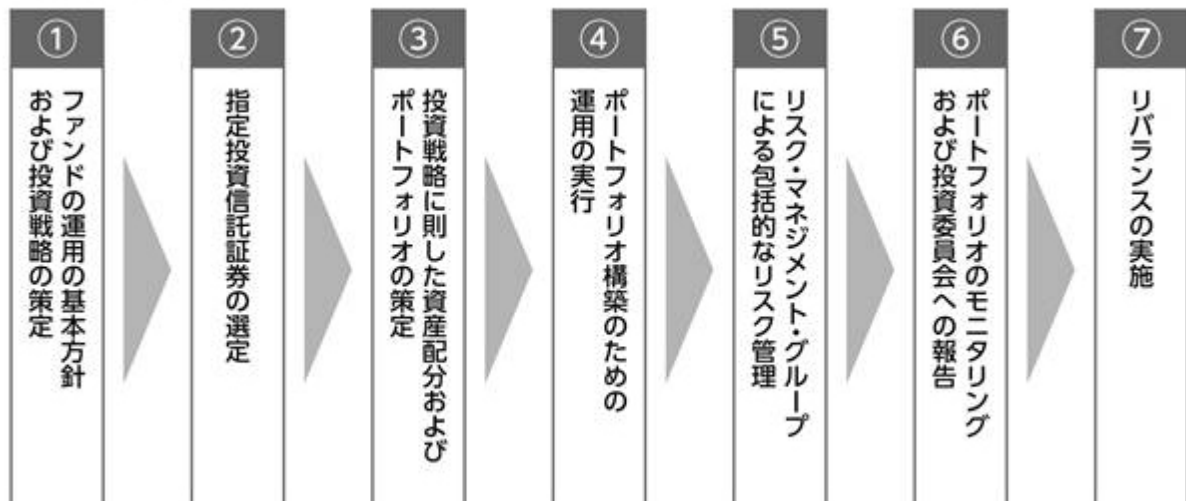 ①
ファンドの運用の基本方針
および投資戦略の策定
②
指定投資信託証券の選定
③
投資戦略に則した資産配分および
ポートフォリオの策定
④
ポートフォリオ構築のための
運用の実行
⑤
リスク・マネジメント・グループ
による包括的なリスク管理
⑥
ポートフォリオのモニタリング
および投資委員会への報告
⑦
リバランスの実施